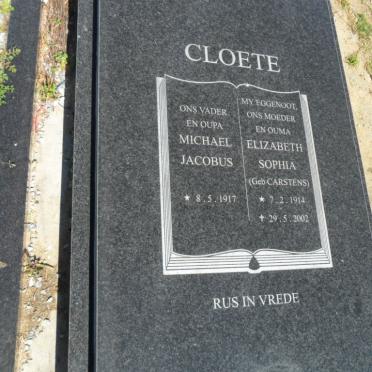 CLOETE
ONS VADER
EN OUPA
MICHAEL
JACOBUS
★ 8.5.1917
MY EGGENOOT,
ONS MOEDER
EN OUMA
ELIZABETH
SOPHIA
(Geb CARSTENS)
★ 7.2.1914
✝ 29.5.2002
RUS IN VREDE